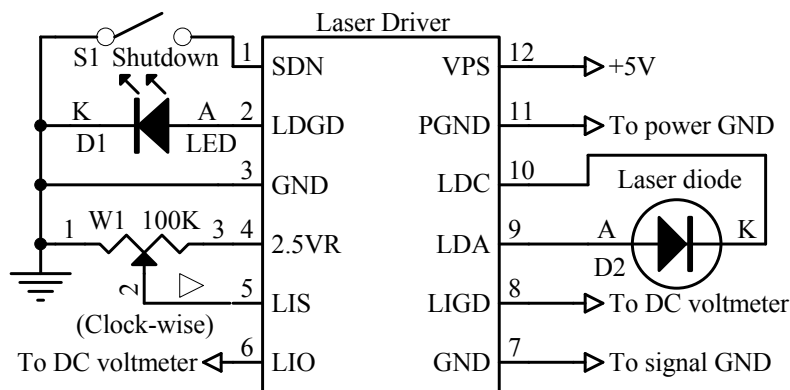 Laser Driver
S1 Shutdown 1 SDN VPS 12 +5V
K A 2 LDGD PGND 11 To power GND
D1 LED
3 GND LDC 10 Laser diode
1 W1 100K 3 4 2.5VR LDA 9 A K
D2
2 5 LIS LIGD 8 To DC voltmeter
(Clock-wise)
To DC voltmeter 6 LIO GND 7 To signal GND